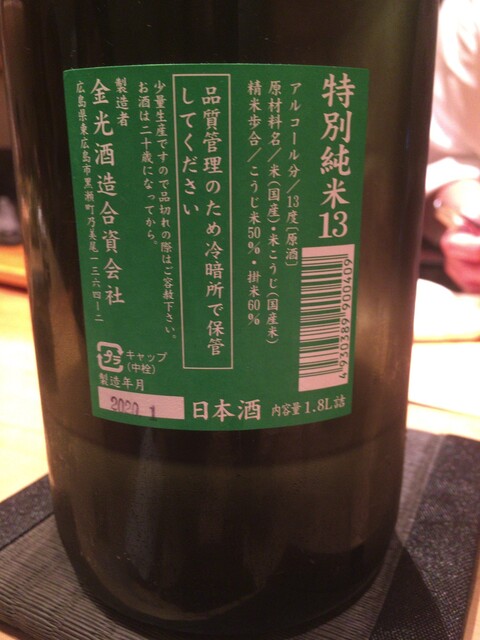 特別純米13
アルコール分／13度〔原酒〕
原材料名／米(国産)・米こうじ(国産米)
精米歩合／こうじ米50%・掛米60%
品質管理のため冷暗所で保管
してください
少量生産ですので品切れの際はご容赦下さい。
お酒は二十歳になってから。
製造者
金光酒造合資会社
広島県東広島市黒瀬町乃美尾一三六四ー二
4 930389 900409
プラ
キャップ
(中栓)
製造年月
2020. 1
日本酒 内容量 1.8L詰